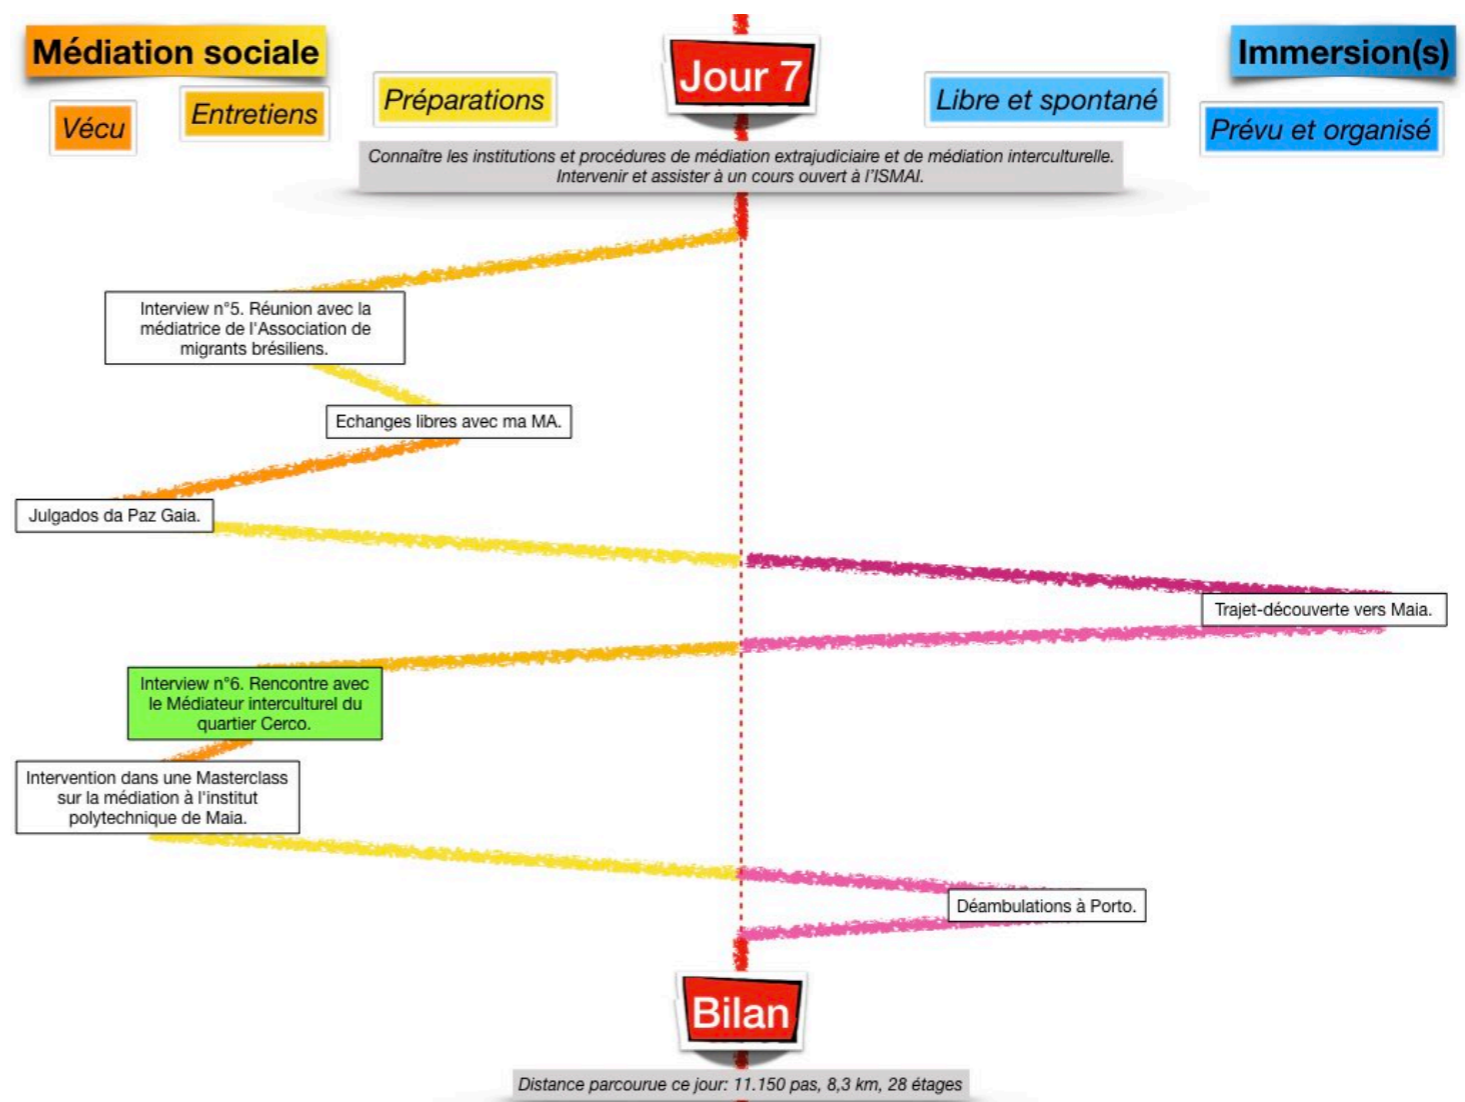 Médiation sociale
Jour 7
Immersion(s)
Vécu
Entretiens
Préparations
Libre et spontané
Prévu et organisé
Connaître les institutions et procédures de médiation extrajudiciaire et de médiation interculturelle.
Intervenir et assister à un cours ouvert à l'ISMAI.
Interview n°5. Réunion avec la
médiatrice de l'Association de
migrants brésiliens.
Echanges libres avec ma MA.
Julgados da Paz Gaia.
Trajet-découverte vers Maia.
Interview n°6. Rencontre avec
le Médiateur interculturel du
quartier Cerco.
Intervention dans une Masterclass
sur la médiation à l'institut
polytechnique de Maia.
Déambulations à Porto.
Bilan
Distance parcourue ce jour: 11.150 pas, 8,3 km, 28 étages